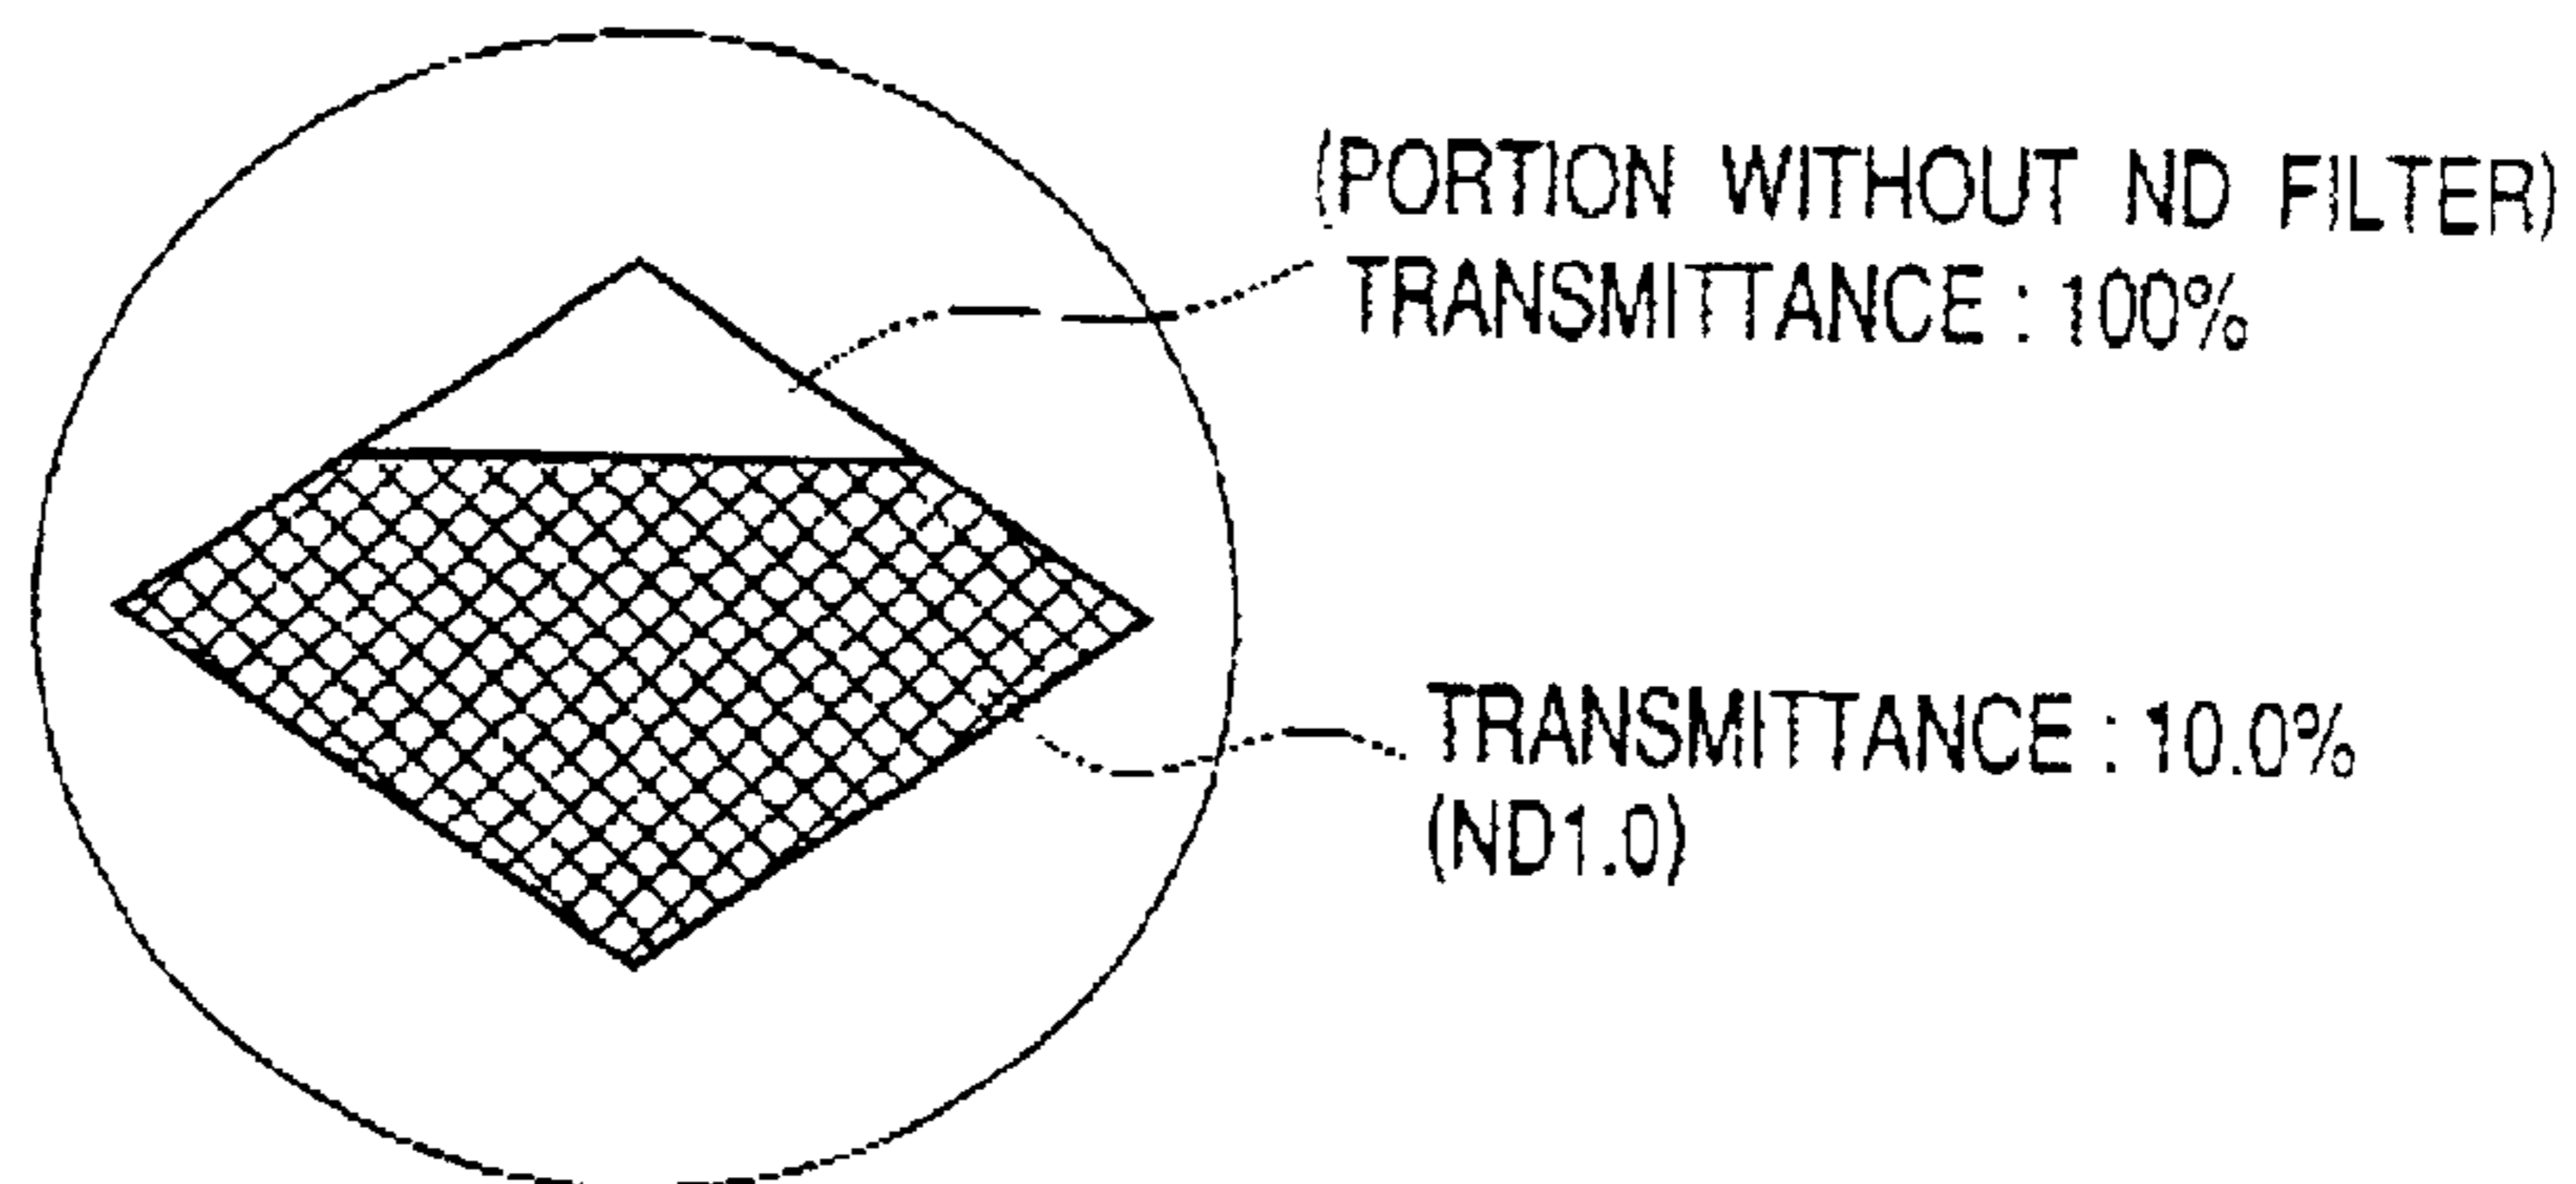 (PORTION WITHOUT ND FILTER)
TRANSMITTANCE : 100%
TRANSMITTANCE : 10.0%
(ND1.0)